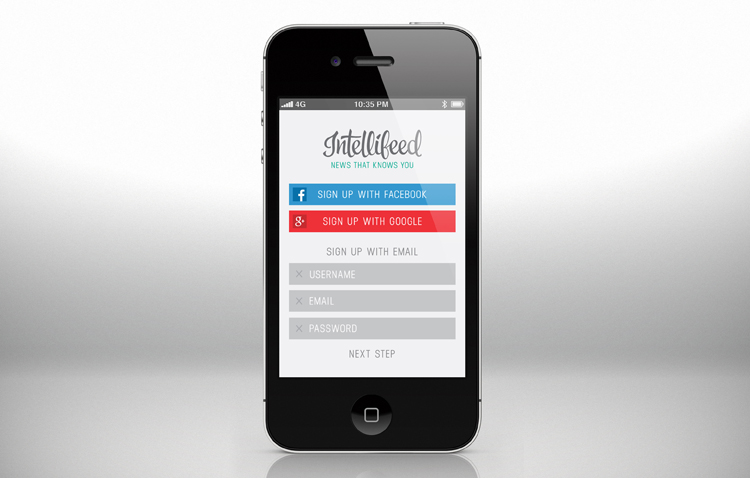 4G 10:35 PM
Intellifeed
NEWS THAT KNOWS YOU
f SIGN UP WITH FACEBOOK
g+ SIGN UP WITH GOOGLE
SIGN UP WITH EMAIL
× USERNAME
× EMAIL
× PASSWORD
NEXT STEP